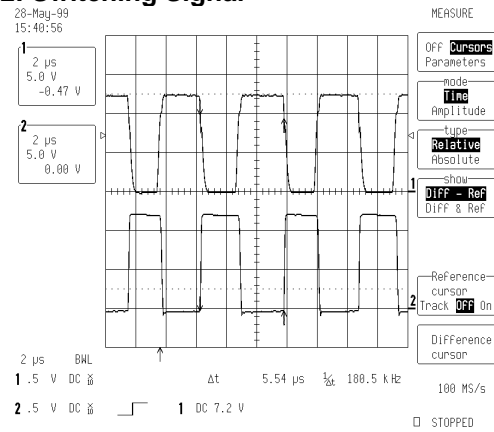 2. Switching Signal
28-May-99
15:40:56
1
2 µs
5.0 V
-0.47 V
2
2 µs
5.0 V
0.00 V
MEASURE
Off Cursors
Parameters
mode
Time
Amplitude
type
Relative
Absolute
show
Diff - Ref
Diff & Ref
Reference
cursor
Track Off On
Difference
cursor
1
2
2 µs BWL
1 .5 V DC
2 .5 V DC
Δt 5.54 µs 1/Δt 180.5 kHz
1 DC 7.2 V
100 MS/s
STOPPED